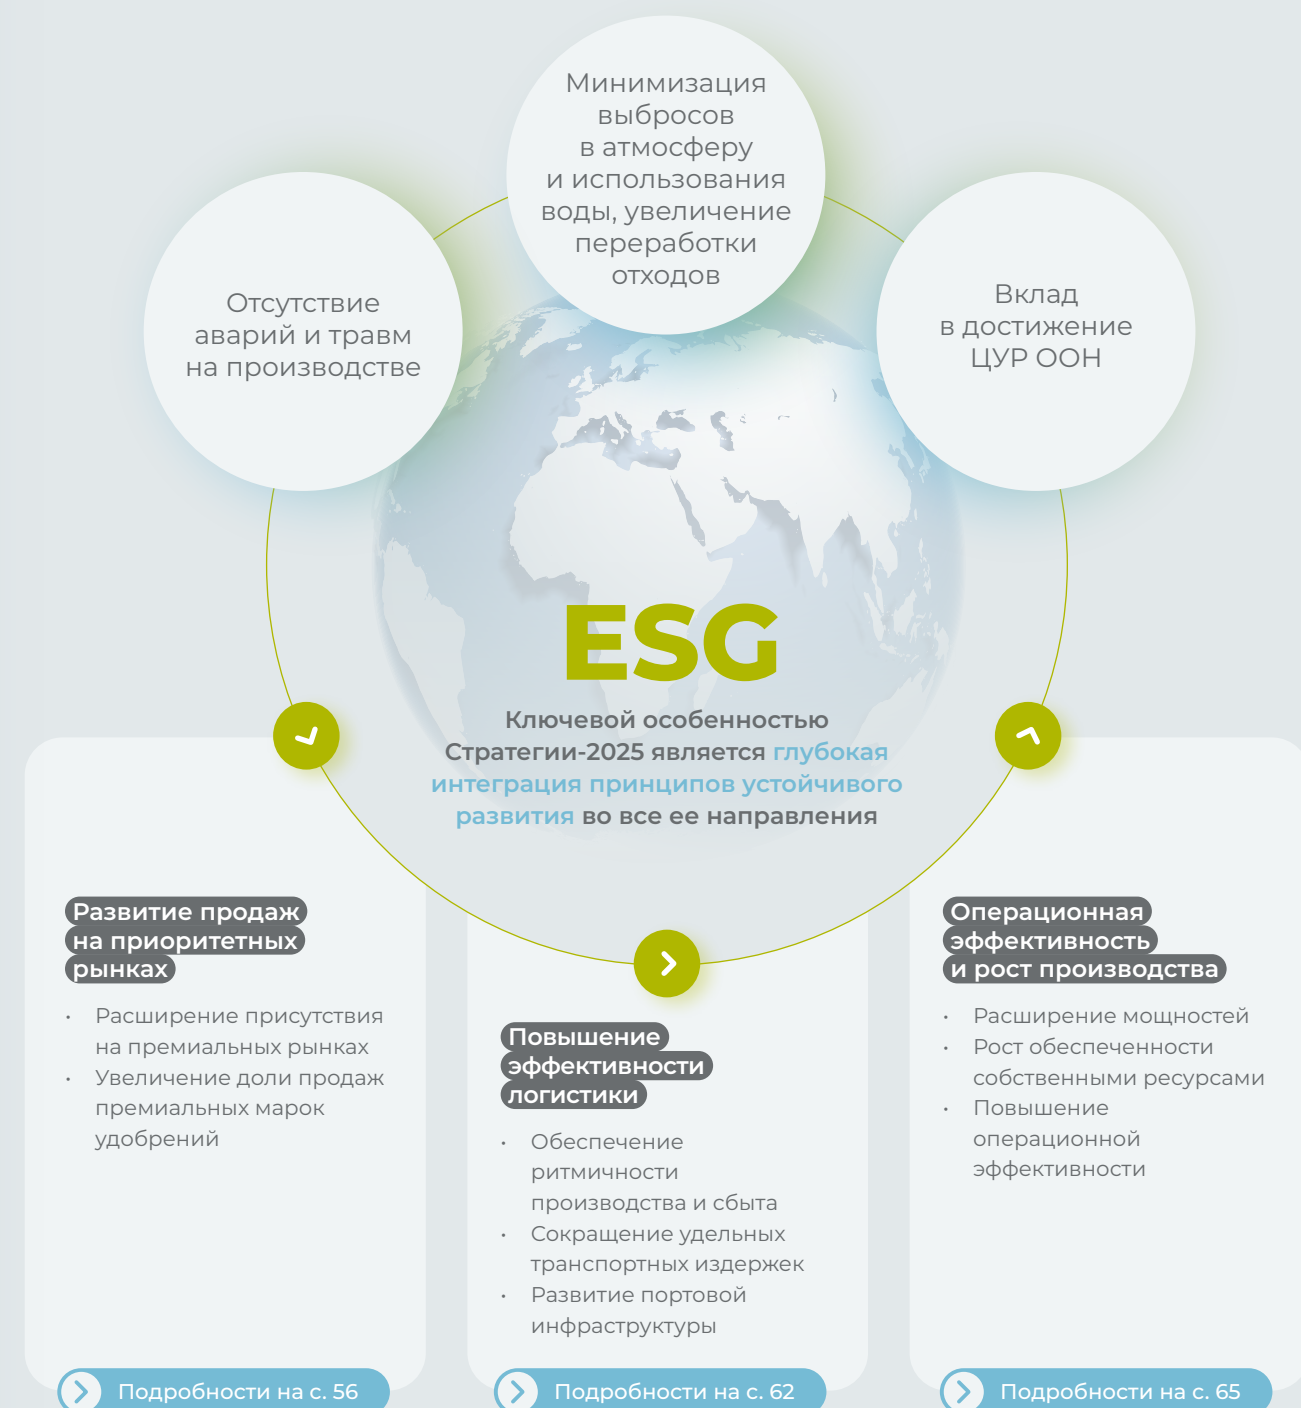 Минимизация
выбросов
в атмосферу
и использования
воды, увеличение
переработки
отходов
Отсутствие
аварий и травм
на производстве
Вклад
в достижение
ЦУР ООН
ESG
Ключевой особенностью
Стратегии-2025 является глубокая
интеграция принципов устойчивого
развития во все ее направления
Развитие продаж
на приоритетных
рынках
• Расширение присутствия
на премиальных рынках
• Увеличение доли продаж
премиальных марок
удобрений
Подробности на с. 56
Повышение
эффективности
логистики
• Обеспечение
ритмичности
производства и сбыта
• Сокращение удельных
транспортных издержек
• Развитие портовой
инфраструктуры
Подробности на с. 62
Операционная
эффективность
и рост производства
• Расширение мощностей
• Рост обеспеченности
собственными ресурсами
• Повышение
операционной
эффективности
Подробности на с. 65